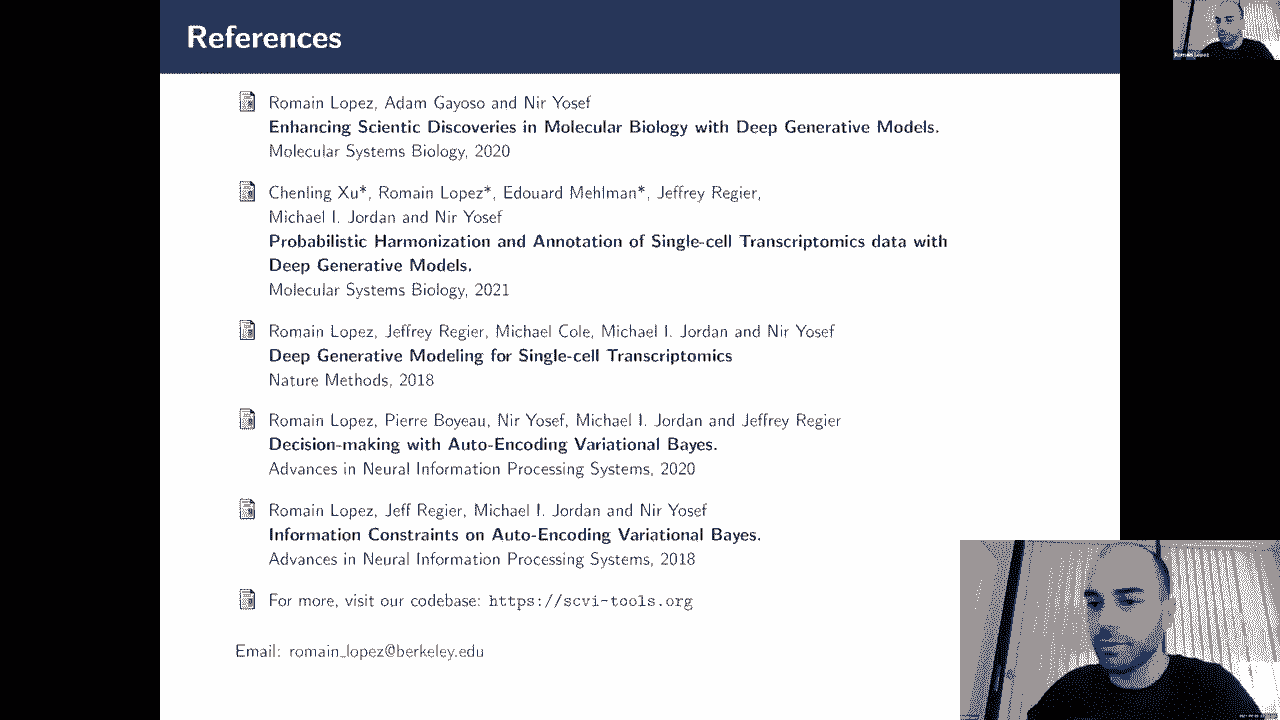 References
Romain Lopez, Adam Gayoso and Nir Yosef
Enhancing Scientic Discoveries in Molecular Biology with Deep Generative Models.
Molecular Systems Biology, 2020
Chenling Xu*, Romain Lopez*, Edouard Mehlman*, Jeffrey Regier,
Michael I. Jordan and Nir Yosef
Probabilistic Harmonization and Annotation of Single-cell Transcriptomics data with
Deep Generative Models.
Molecular Systems Biology, 2021
Romain Lopez, Jeffrey Regier, Michael Cole, Michael I. Jordan and Nir Yosef
Deep Generative Modeling for Single-cell Transcriptomics
Nature Methods, 2018
Romain Lopez, Pierre Boyeau, Nir Yosef, Michael I. Jordan and Jeffrey Regier
Decision-making with Auto-Encoding Variational Bayes.
Advances in Neural Information Processing Systems, 2020
Romain Lopez, Jeff Regier, Michael I. Jordan and Nir Yosef
Information Constraints on Auto-Encoding Variational Bayes.
Advances in Neural Information Processing Systems, 2018
For more, visit our codebase: https://scvi-tools.org
Email: romain_lopez@berkeley.edu
Romain Lopez